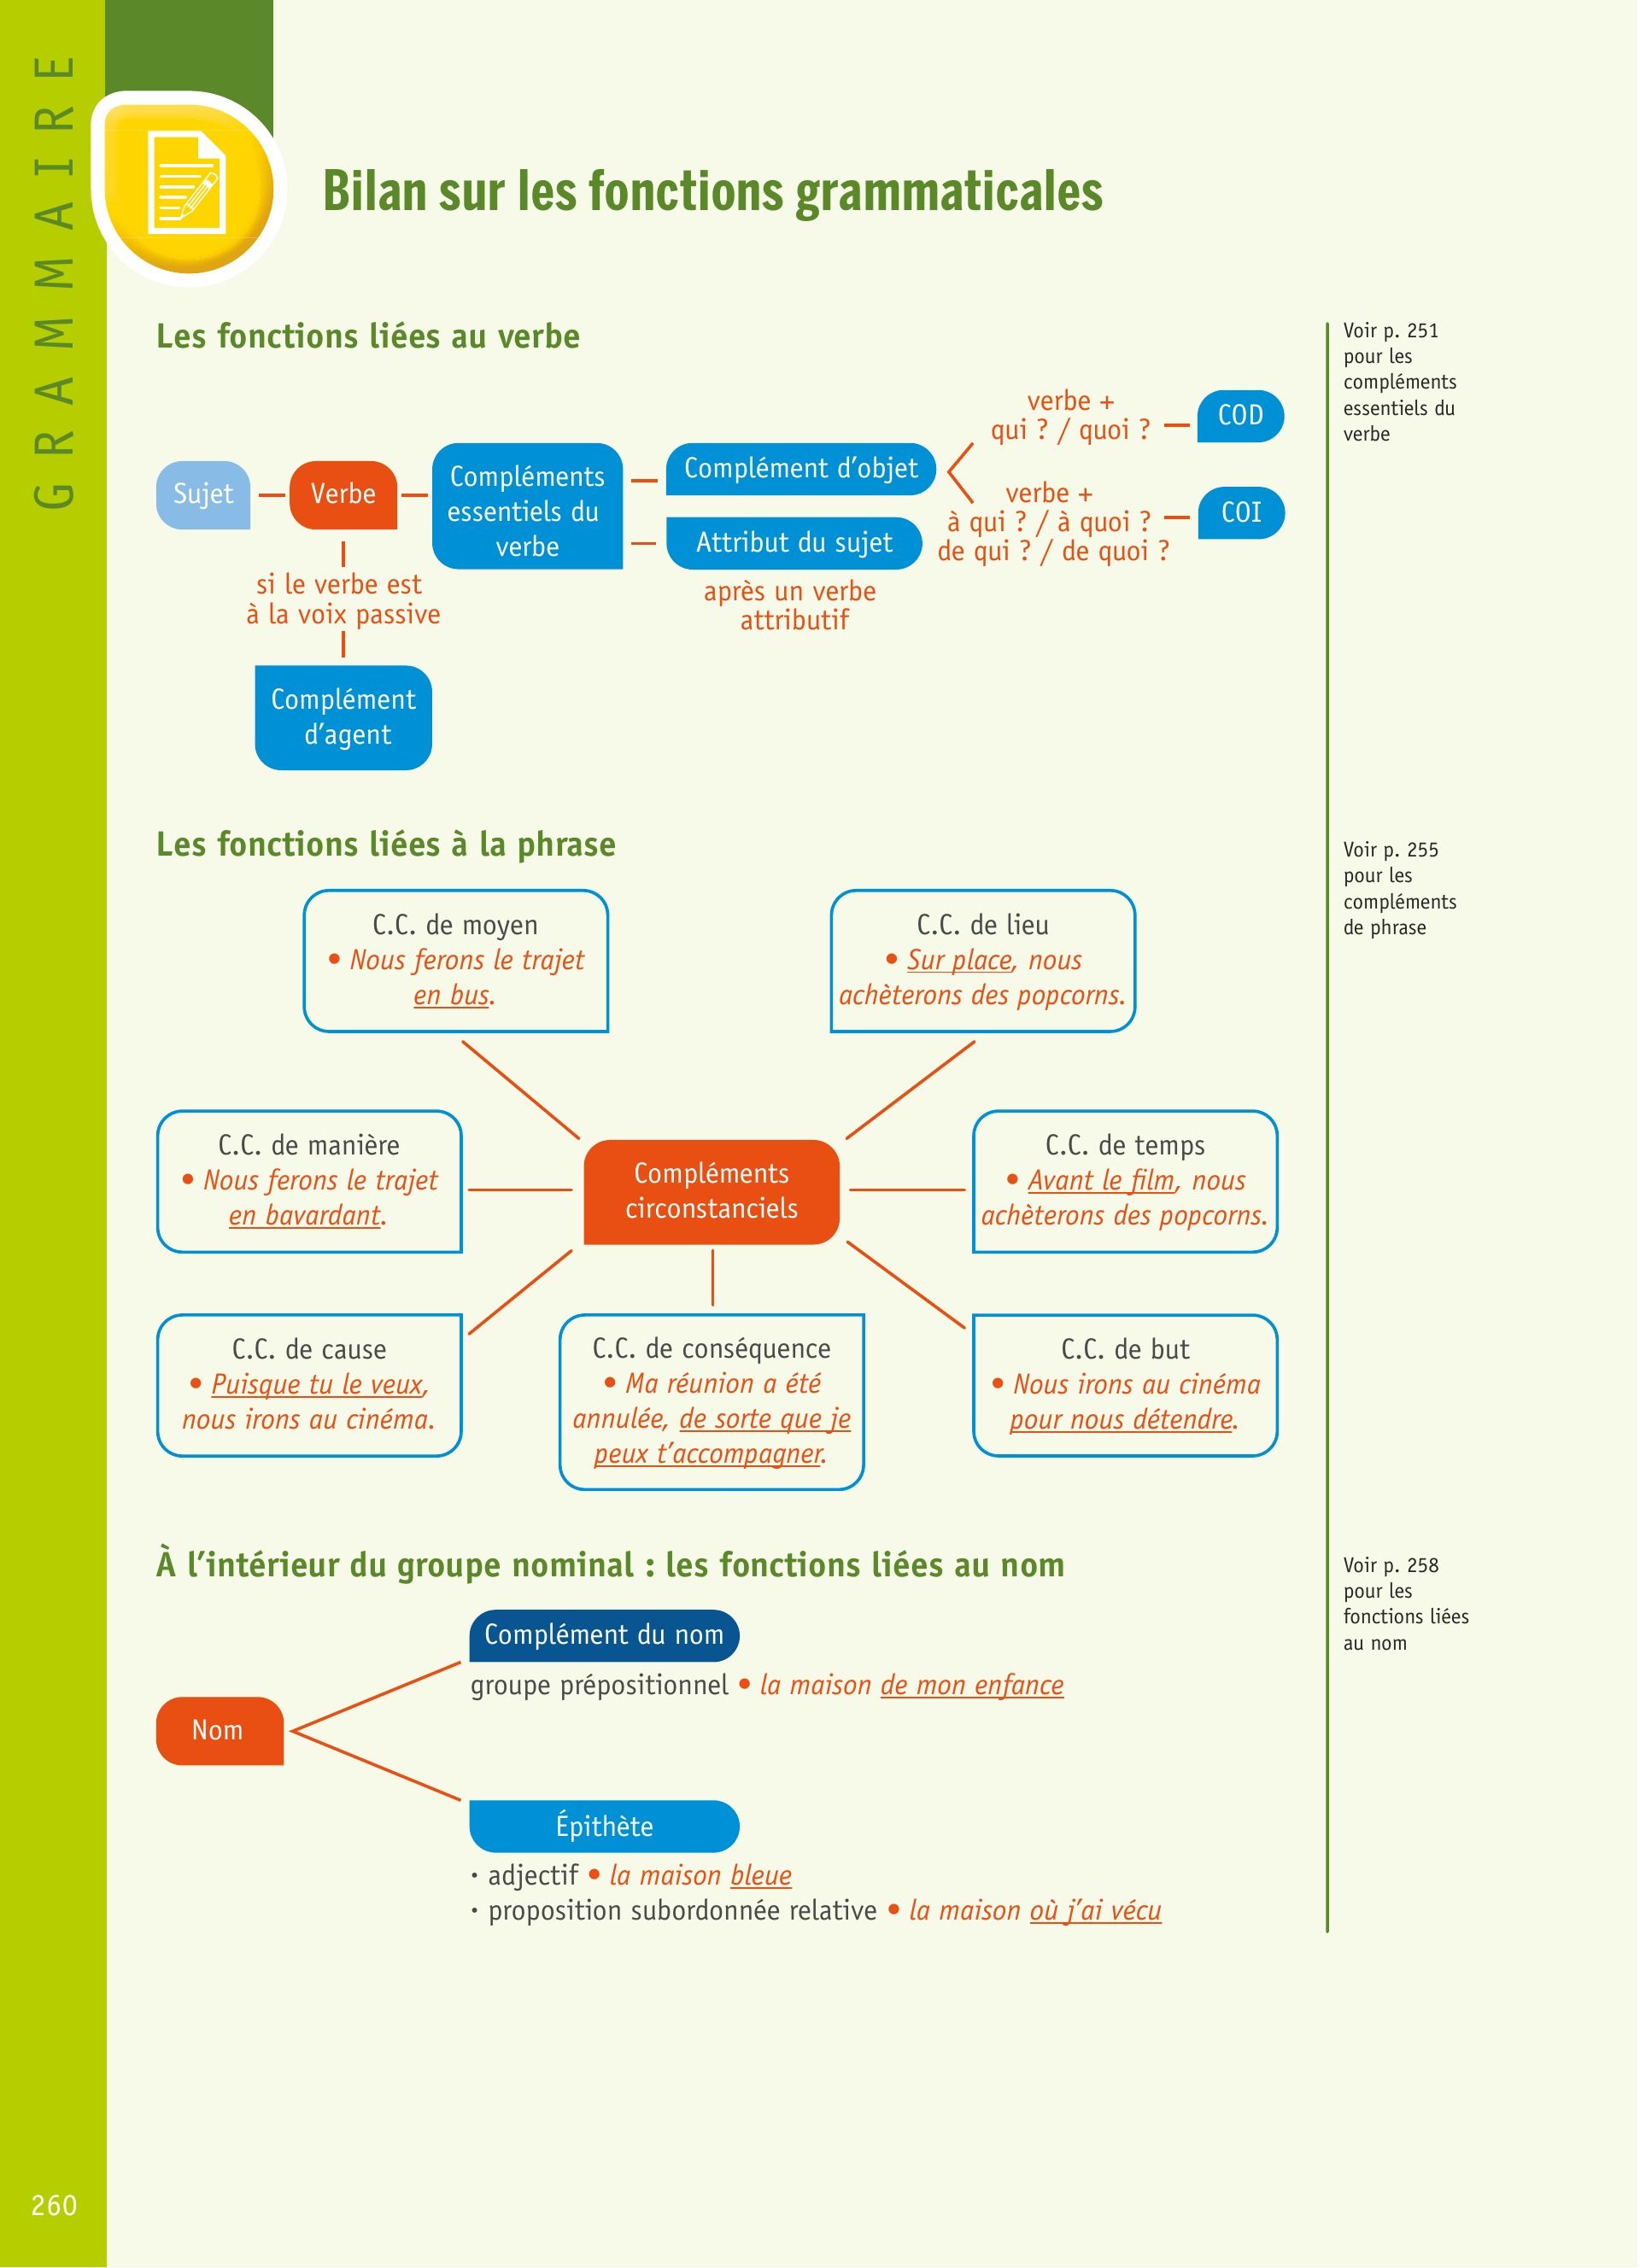 GRAMMAIRE
Bilan sur les fonctions grammaticales
Les fonctions liées au verbe
Voir p. 251
pour les
compléments
essentiels du
verbe
Sujet
Verbe
Compléments
essentiels du
verbe
Complément d'objet
verbe +
qui ? / quoi ?
COD
verbe +
à qui ? / à quoi ?
de qui ? / de quoi ?
COI
Attribut du sujet
après un verbe
attributif
si le verbe est
à la voix passive
Complément
d'agent
Les fonctions liées à la phrase
Voir p. 255
pour les
compléments
de phrase
C.C. de moyen
• Nous ferons le trajet
en bus.
C.C. de lieu
• Sur place, nous
achèterons des popcorns.
C.C. de manière
• Nous ferons le trajet
en bavardant.
Compléments
circonstanciels
C.C. de temps
• Avant le film, nous
achèterons des popcorns.
C.C. de cause
• Puisque tu le veux,
nous irons au cinéma.
C.C. de conséquence
• Ma réunion a été
annulée, de sorte que je
peux t'accompagner.
C.C. de but
• Nous irons au cinéma
pour nous détendre.
À l'intérieur du groupe nominal : les fonctions liées au nom
Voir p. 258
pour les
fonctions liées
au nom
Nom
Complément du nom
groupe prépositionnel • la maison de mon enfance
Épithète
· adjectif • la maison bleue
· proposition subordonnée relative • la maison où j'ai vécu
260